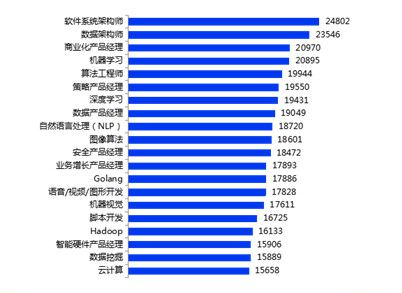 软件系统架构师 24802
数据架构师 23546
商业化产品经理 20970
机器学习 20895
算法工程师 19944
策略产品经理 19550
深度学习 19431
数据产品经理 19049
自然语言处理（NLP） 18720
图像算法 18601
安全产品经理 18472
业务增长产品经理 17893
Golang 17886
语音/视频/图形开发 17828
机器视觉 17611
脚本开发 16725
Hadoop 16133
智能硬件产品经理 15906
数据挖掘 15889
云计算 15658